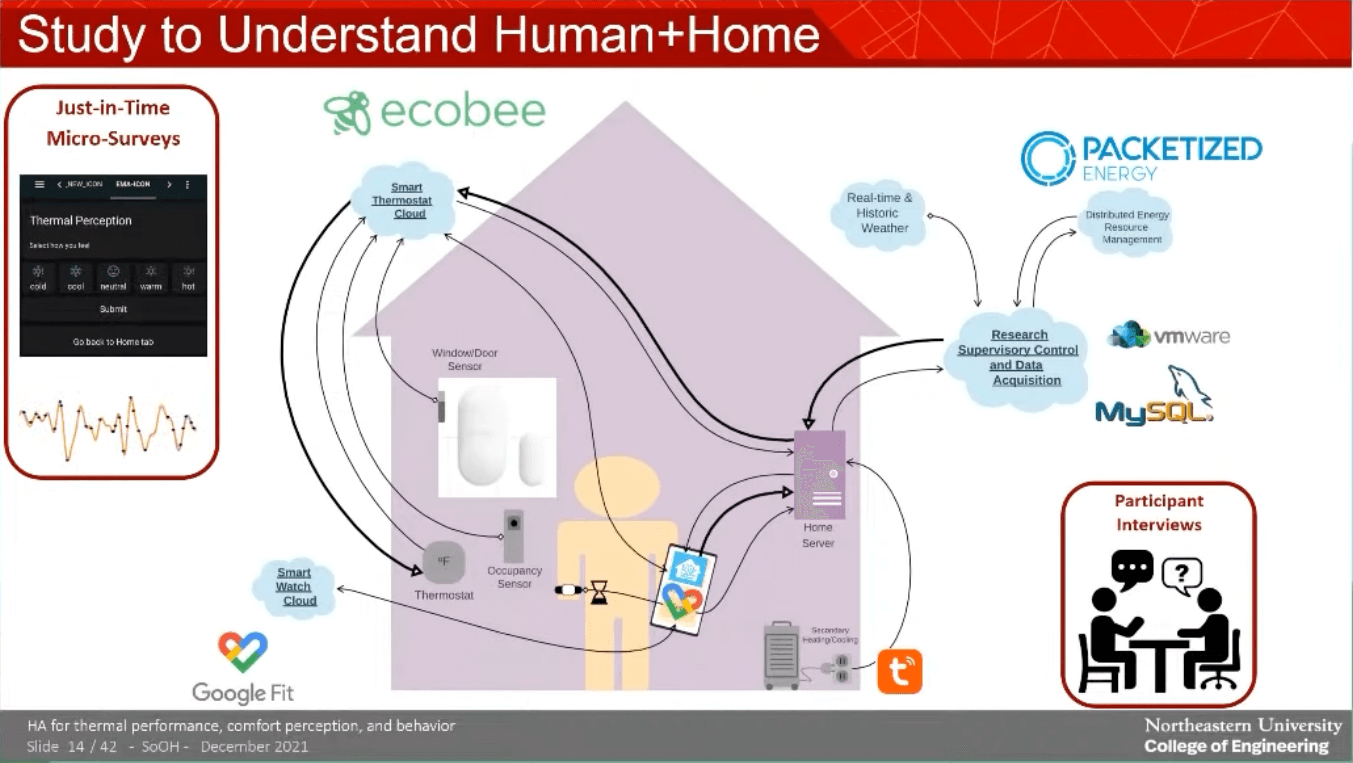 Study to Understand Human+Home
Just-in-Time
Micro-Surveys
_NEW_ICON
EMA-ICON
Thermal Perception
Select how you feel
cold
cool
neutral
warm
hot
Submit
Go back to Home tab
ecobee
Smart
Thermostat
Cloud
Real-time &
Historic
Weather
PACKETIZED
ENERGY
Distributed Energy
Resource
Management
Research
Supervisory Control
and Data
Acquisition
vmware
MySQL
Window/Door
Sensor
Home
Server
ºF
Thermostat
Occupancy
Sensor
Smart
Watch
Cloud
Google Fit
Secondary
Heating/Cooling
t
Participant
Interviews
?
HA for thermal performance, comfort perception, and behavior
Slide 14 / 42 - SoOH - December 2021
Northeastern University
College of Engineering